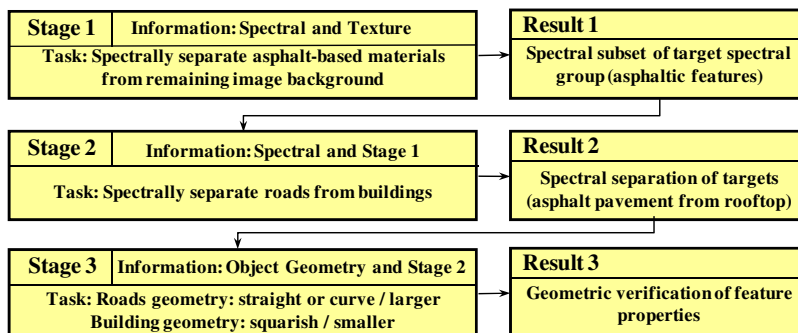 Stage 1
Information: Spectral and Texture
Task: Spectrally separate asphalt-based materials
from remaining image background
Result 1
Spectral subset of target spectral
group (asphaltic features)
Stage 2
Information: Spectral and Stage 1
Task: Spectrally separate roads from buildings
Result 2
Spectral separation of targets
(asphalt pavement from rooftop)
Stage 3
Information: Object Geometry and Stage 2
Task: Roads geometry: straight or curve / larger
Building geometry: squarish / smaller
Result 3
Geometric verification of feature
properties